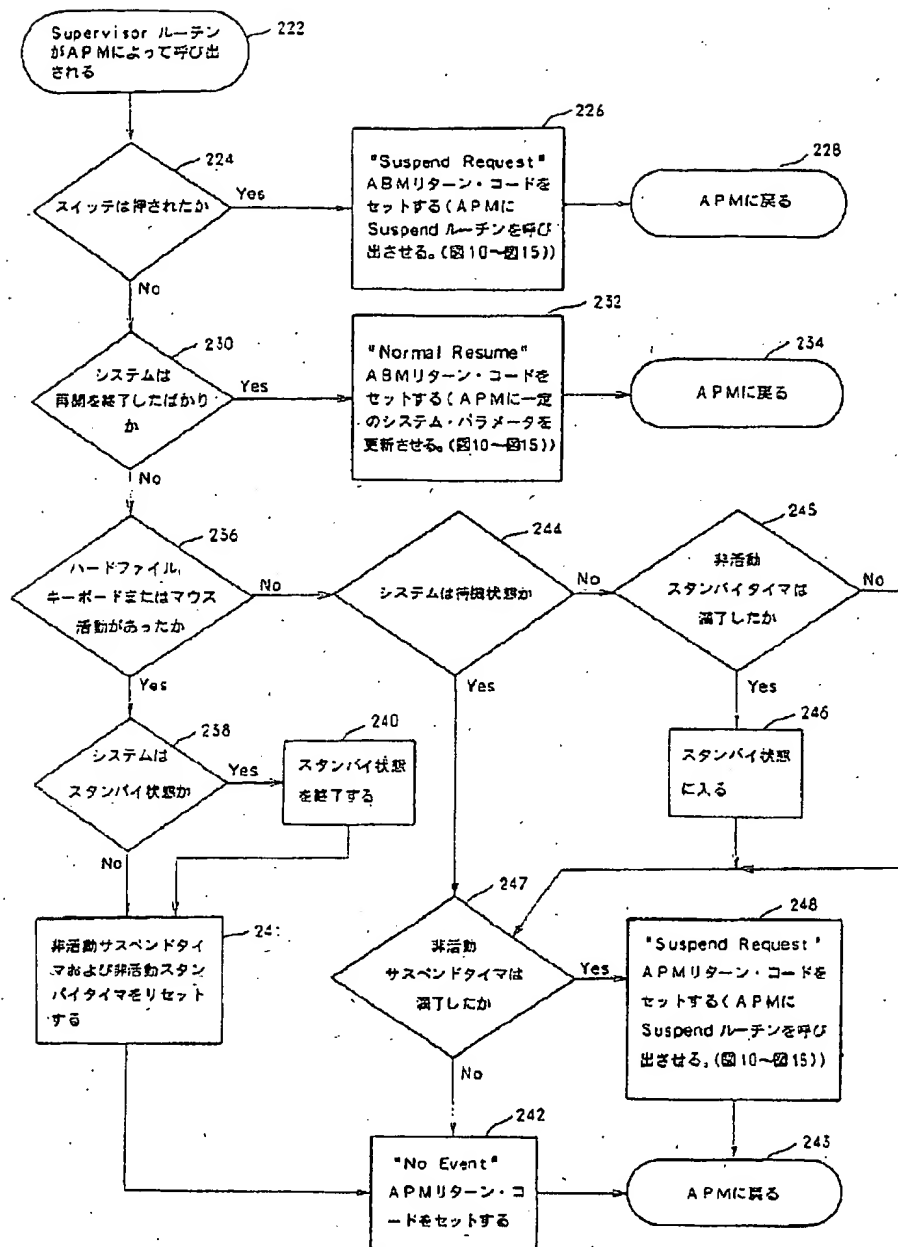 Supervisor ルーチン
がAPMによって呼び出
される
222
224
スイッチは押されたか
Yes
No
226
"Suspend Request"
ABMリターン・コードを
セットする(APMに
Suspend ルーチンを呼び
出させる。(図10〜図15))
228
APMに戻る
230
システムは
再開を終了したばかり
か
Yes
No
232
"Normal Resume"
ABMリターン・コードを
セットする(APMに一定
のシステム・パラメータを
更新させる。(図10〜図15))
234
APMに戻る
236
ハードファイル,
キーボードまたはマウス
活動があったか
No
Yes
244
システムは待機状態か
No
Yes
245
非活動
スタンバイタイマは
満了したか
No
Yes
246
スタンバイ状態
に入る
238
システムは
スタンバイ状態か
Yes
No
240
スタンバイ状態
を終了する
241
非活動サスペンドタイ
マおよび非活動スタン
バイタイマをリセット
する
247
非活動
サスペンドタイマは
満了したか
Yes
No
248
"Suspend Request"
APMリターン・コードを
セットする(APMに
Suspend ルーチンを呼び
出させる。(図10〜図15))
242
"No Event"
APMリターン・コ
ードをセットする
243
APMに戻る